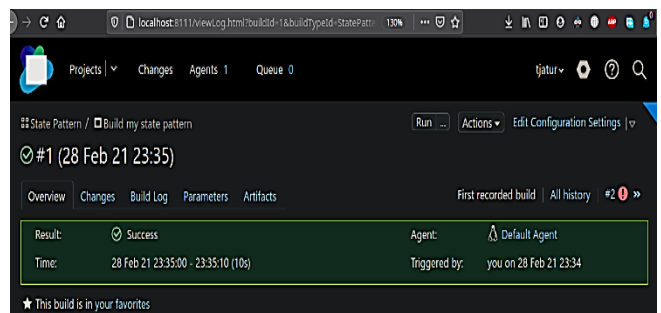 localhost:8111/viewLog.html?buildId=1&buildTypeId=StatePatte 130%
Projects Changes Agents 1 Queue 0 tjatur
State Pattern / Build my state pattern Run ... Actions Edit Configuration Settings
#1 (28 Feb 21 23:35)
Overview Changes Build Log Parameters Artifacts First recorded build All history #2 »
Result: Success Agent: Default Agent
Time: 28 Feb 21 23:35:00 - 23:35:10 (10s) Triggered by: you on 28 Feb 21 23:34
This build is in your favorites